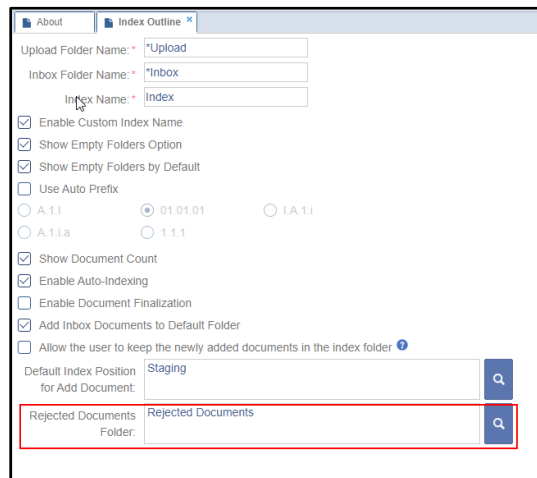 About Index Outline ×
Upload Folder Name: * *Upload
Inbox Folder Name: * *Inbox
Index Name: * Index
Enable Custom Index Name
Show Empty Folders Option
Show Empty Folders by Default
Use Auto Prefix
A.1.I 01.01.01 I.A.1.i
A.1.i.a 1.1.1
Show Document Count
Enable Auto-Indexing
Enable Document Finalization
Add Inbox Documents to Default Folder
Allow the user to keep the newly added documents in the index folder ?
Default Index Position Staging
for Add Document:
Rejected Documents Rejected Documents
Folder: